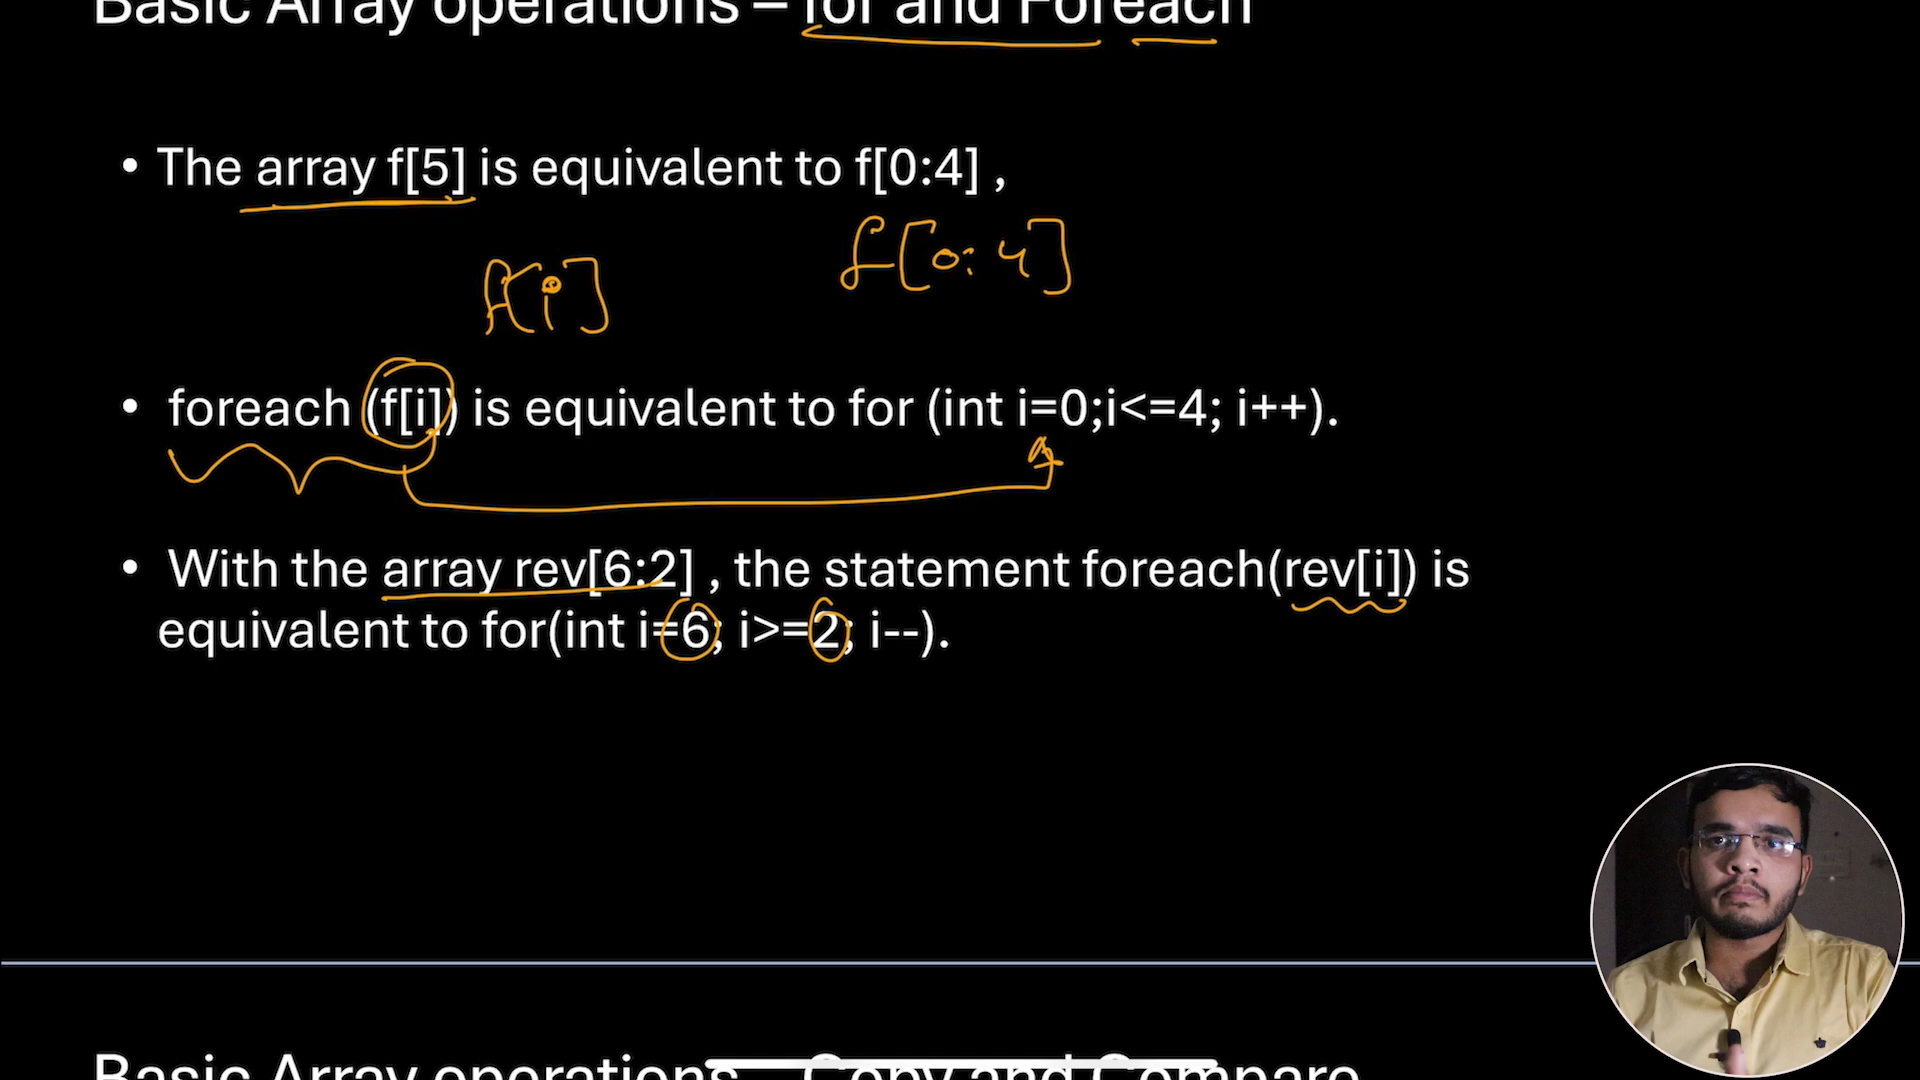 Basic Array operations – for and Foreach
• The array f[5] is equivalent to f[0:4] ,
f[0:4]
f[i]
• foreach (f[i]) is equivalent to for (int i=0;i<=4; i++).
• With the array rev[6:2] , the statement foreach(rev[i]) is
equivalent to for(int i=6; i>=2; i--).
Basic Array operations – Copy and Compare